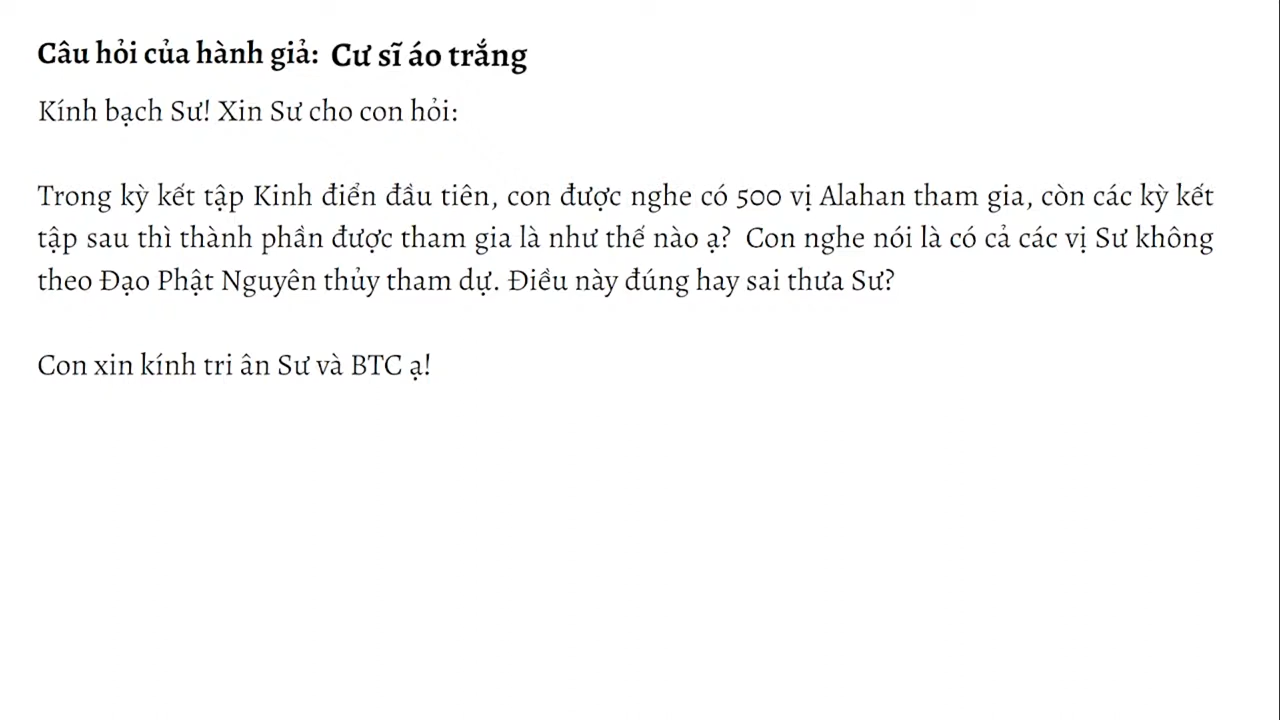 Câu hỏi của hành giả: Cư sĩ áo trắng
Kính bạch Sư! Xin Sư cho con hỏi:
Trong kỳ kết tập Kinh điển đầu tiên, con được nghe có 500 vị Alahan tham gia, còn các kỳ kết
tập sau thì thành phần được tham gia là như thế nào ạ? Con nghe nói là có cả các vị Sư không
theo Đạo Phật Nguyên thủy tham dự. Điều này đúng hay sai thưa Sư?
Con xin kính tri ân Sư và BTC ạ!